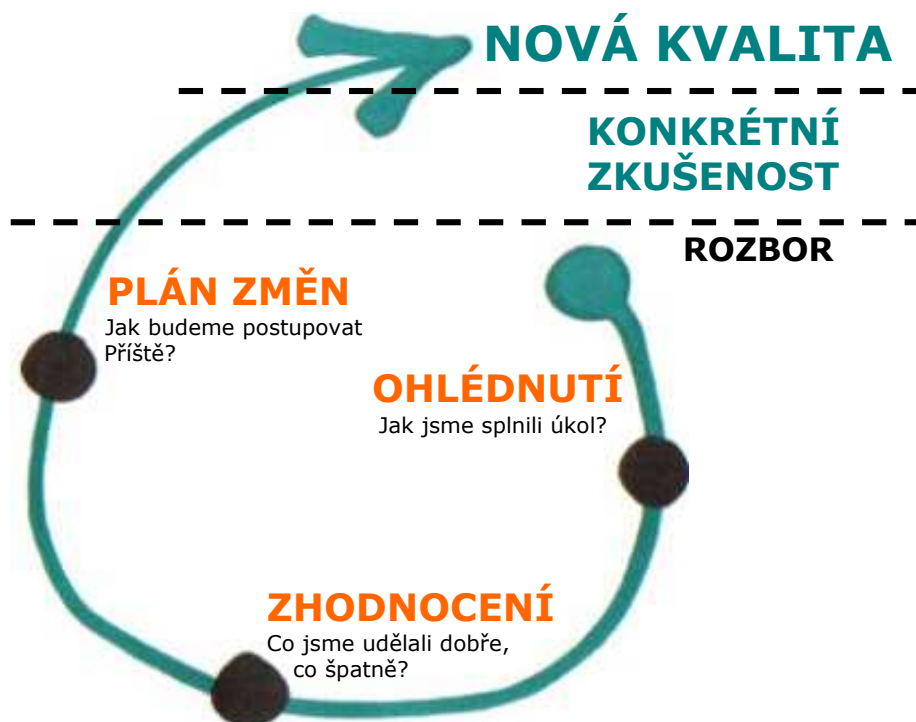 NOVÁ KVALITA
KONKRÉTNÍ
ZKUŠENOST
ROZBOR
PLÁN ZMĚN
Jak budeme postupovat
Příště?
OHLÉDNUTÍ
Jak jsme splnili úkol?
ZHODNOCENÍ
Co jsme udělali dobře,
co špatně?